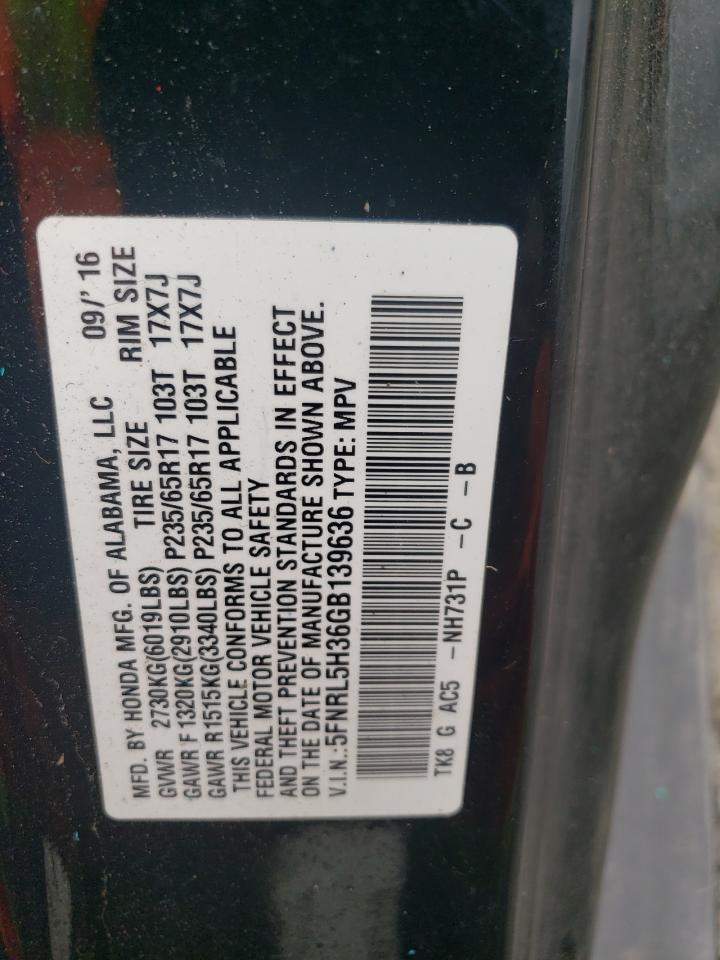 MFD. BY HONDA MFG. OF ALABAMA, LLC 09/'16
GVWR 2730KG(6019LBS) TIRE SIZE RIM SIZE
GAWR F 1320KG(2910LBS) P235/65R17 103T 17X7J
GAWR R1515KG(3340LBS) P235/65R17 103T 17X7J
THIS VEHICLE CONFORMS TO ALL APPLICABLE
FEDERAL MOTOR VEHICLE SAFETY
AND THEFT PREVENTION STANDARDS IN EFFECT
ON THE DATE OF MANUFACTURE SHOWN ABOVE.
V.I.N.:5FNRL5H36GB139636 TYPE: MPV
TK8 G AC5 -NH731P -C -B